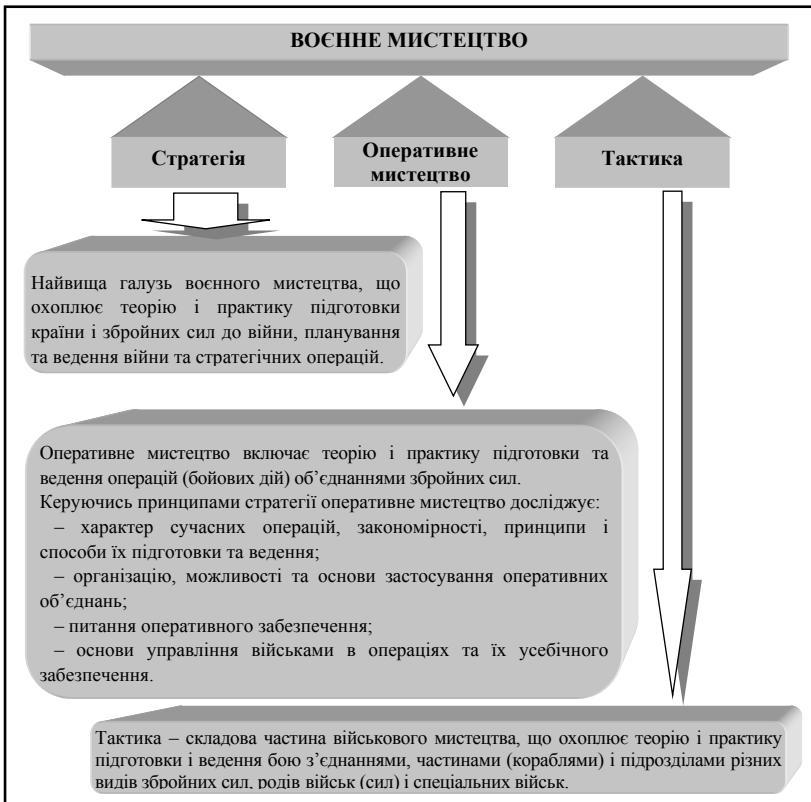 ВОЄННЕ МИСТЕЦТВО
Стратегія
Оперативне
мистецтво
Тактика
Найвища галузь воєнного мистецтва, що
охоплює теорію і практику підготовки
країни і збройних сил до війни, планування
та ведення війни та стратегічних операцій.
Оперативне мистецтво включає теорію і практику підготовки та
ведення операцій (бойових дій) об’єднаннями збройних сил.
Керуючись принципами стратегії оперативне мистецтво досліджує:
– характер сучасних операцій, закономірності, принципи і
способи їх підготовки та ведення;
– організацію, можливості та основи застосування оперативних
об’єднань;
– питання оперативного забезпечення;
– основи управління військами в операціях та їх усебічного
забезпечення.
Тактика – складова частина військового мистецтва, що охоплює теорію і практику
підготовки і ведення бою з’єднаннями, частинами (кораблями) і підрозділами різних
видів збройних сил, родів військ (сил) і спеціальних військ.